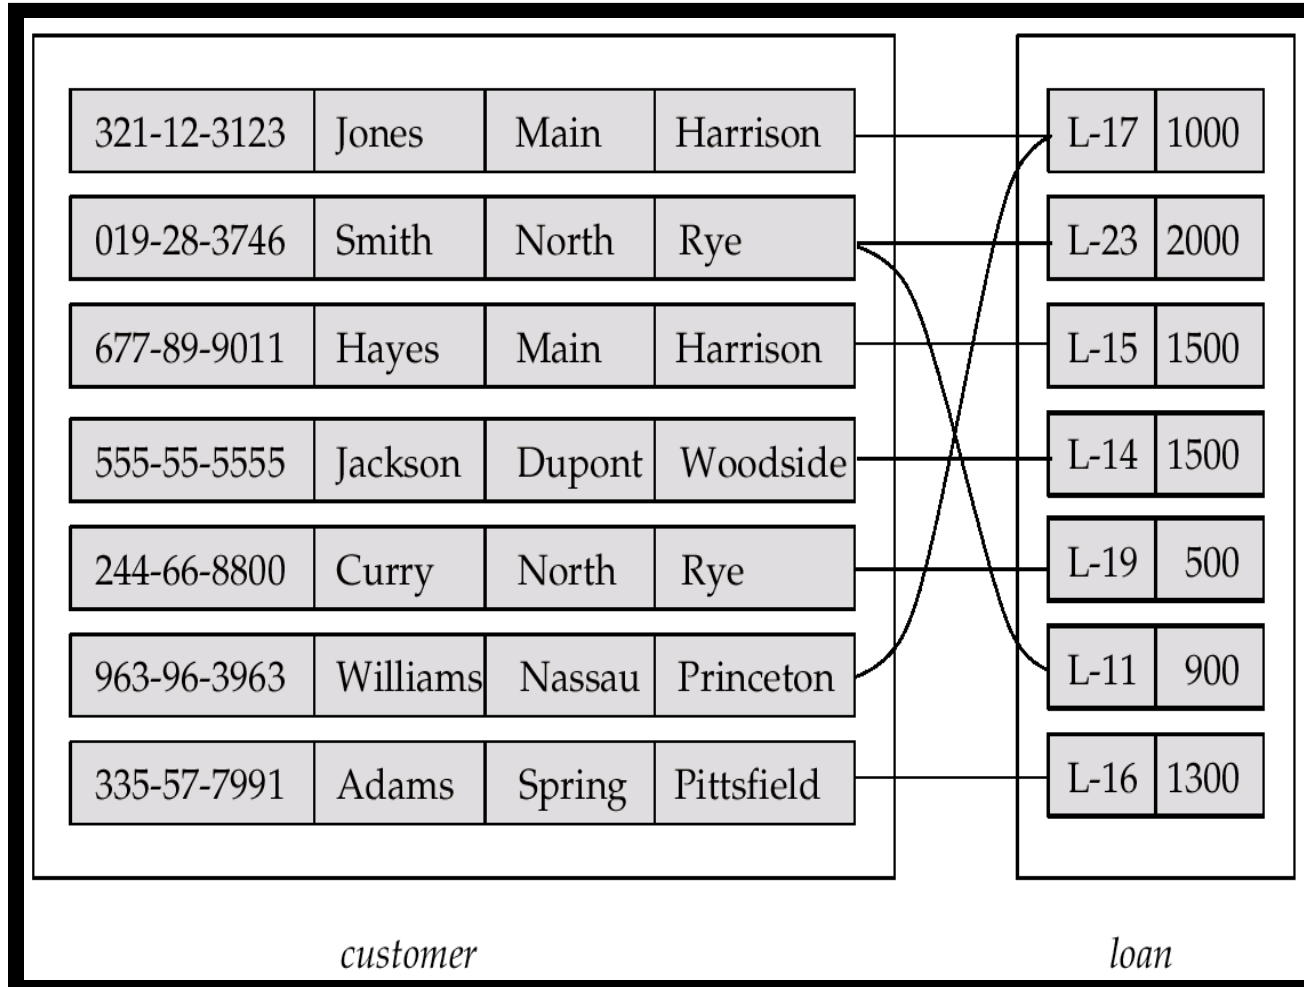 321-12-3123 Jones Main Harrison L-17 1000
019-28-3746 Smith North Rye L-23 2000
677-89-9011 Hayes Main Harrison L-15 1500
555-55-5555 Jackson Dupont Woodside L-14 1500
244-66-8800 Curry North Rye L-19 500
963-96-3963 Williams Nassau Princeton L-11 900
335-57-7991 Adams Spring Pittsfield L-16 1300
customer loan